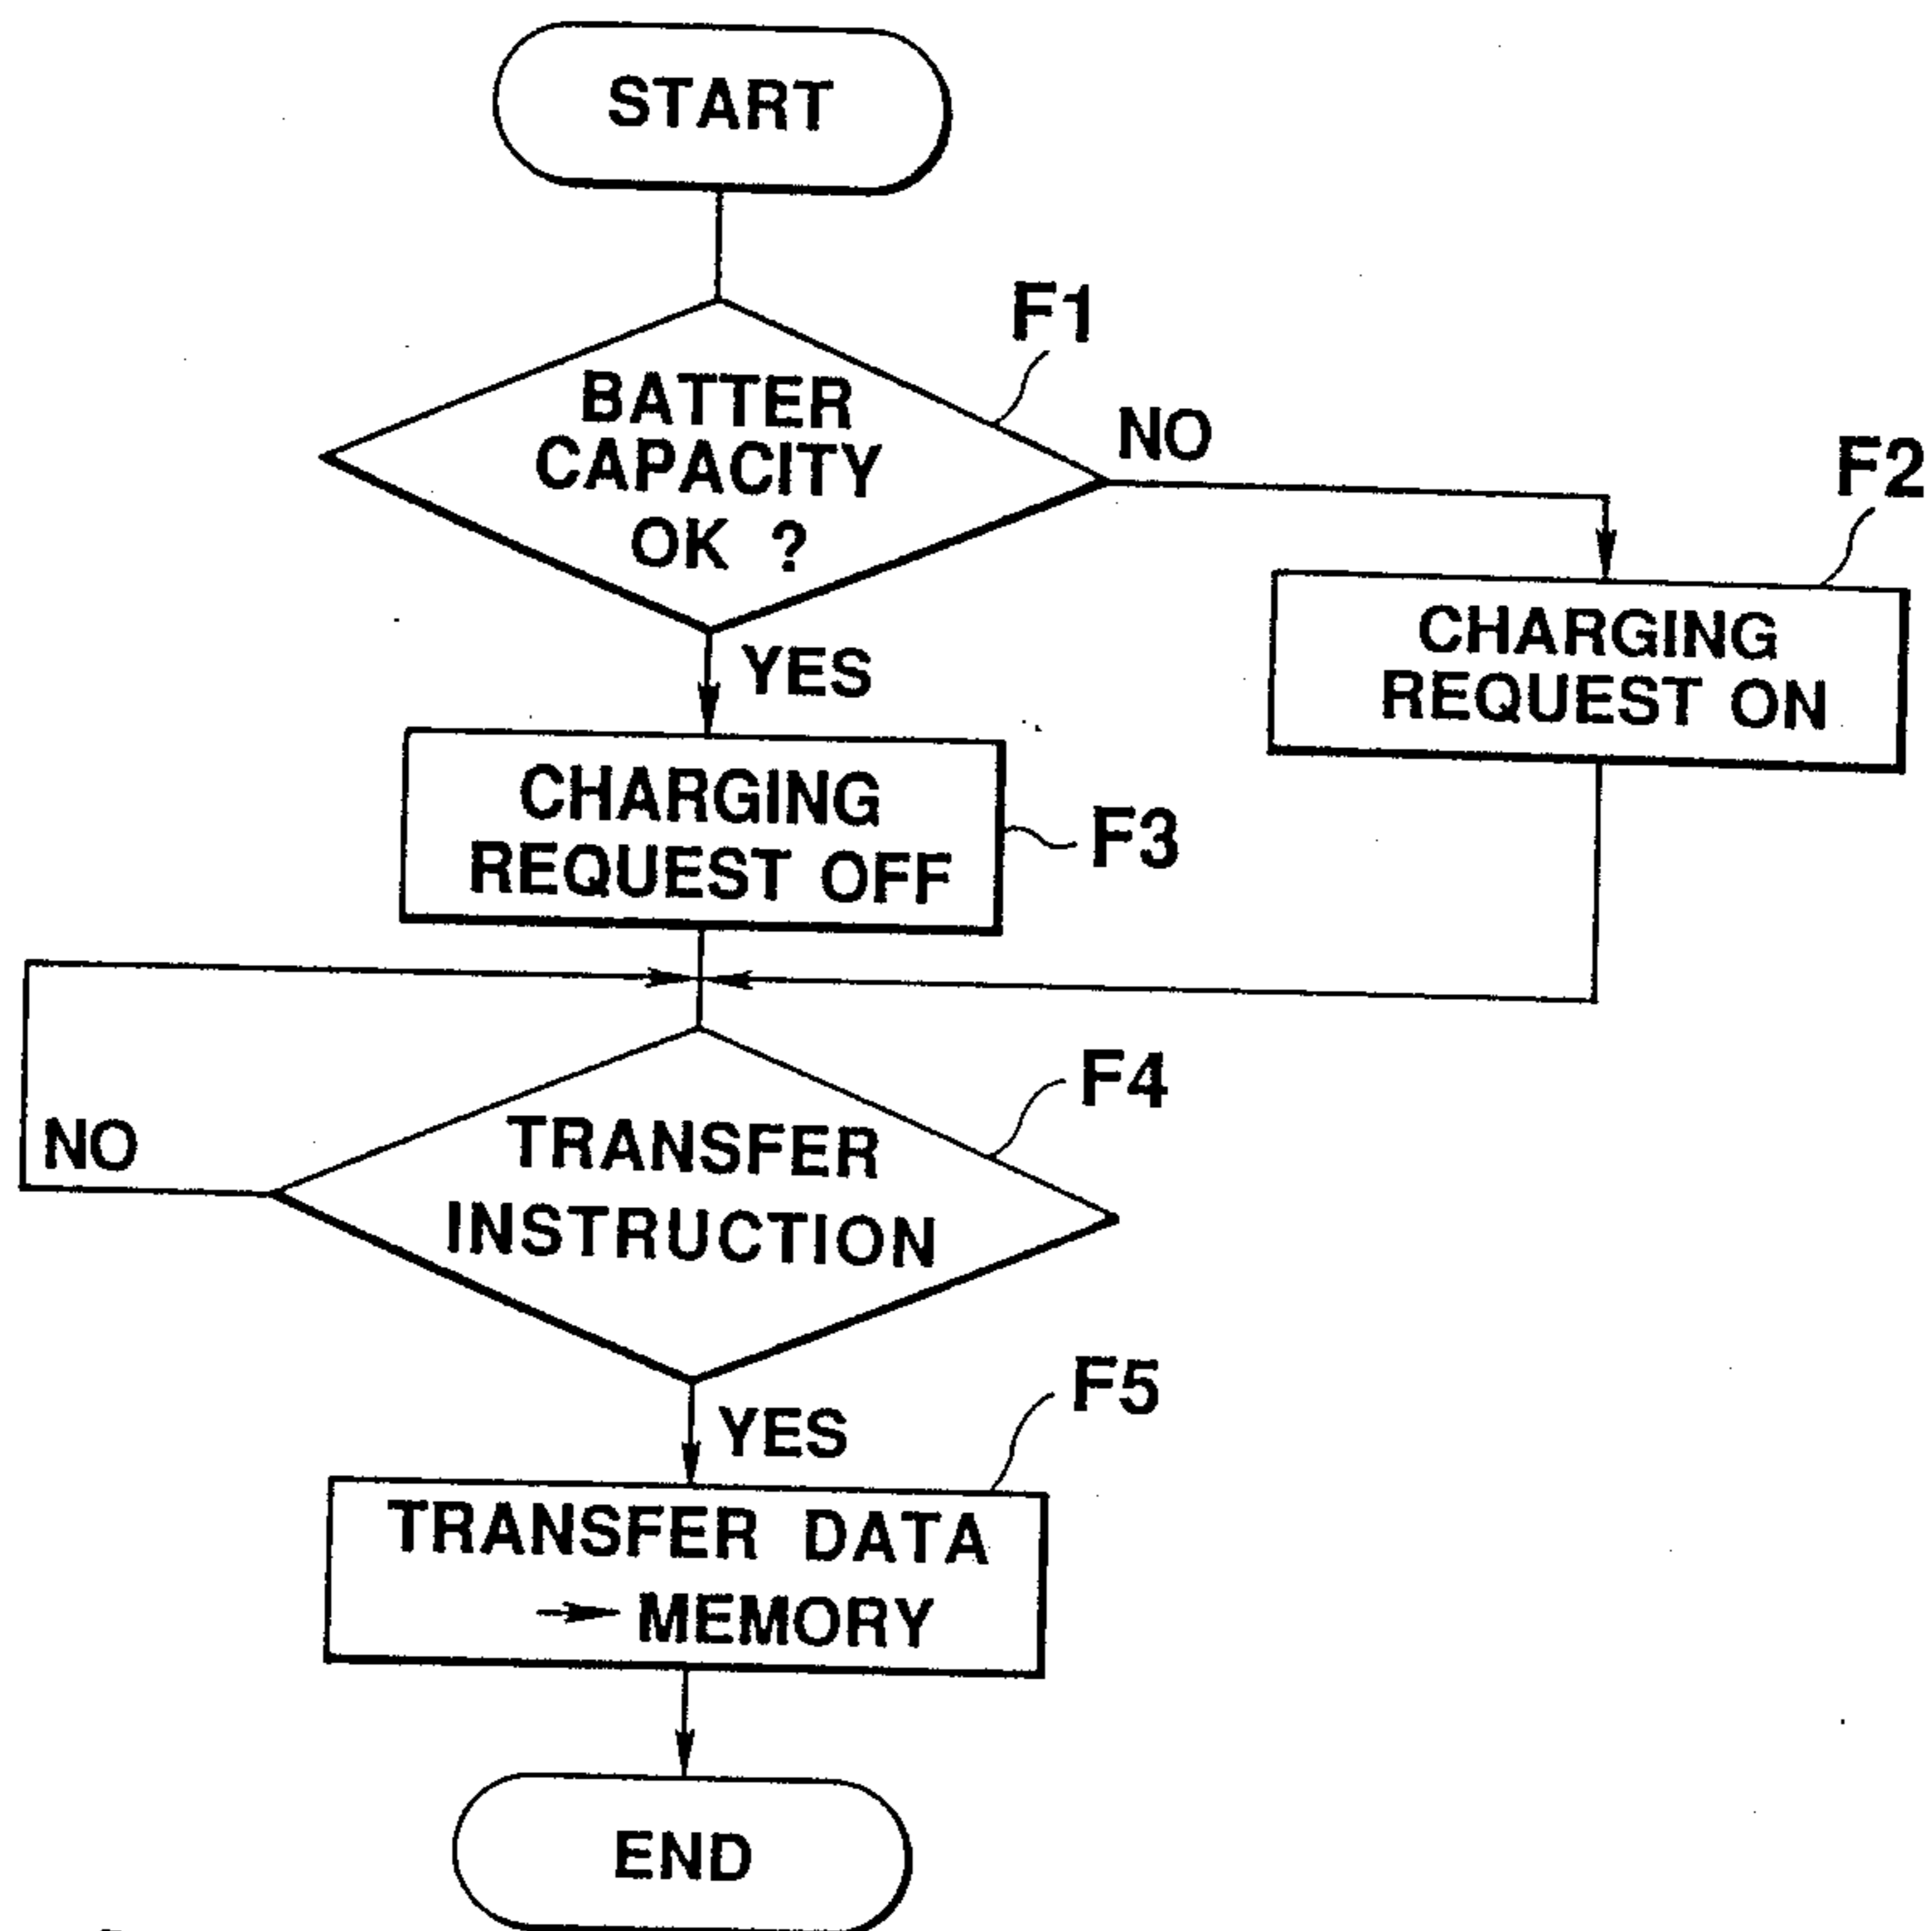 START
F1
BATTER
CAPACITY
OK ?
NO
F2
CHARGING
REQUEST ON
YES
CHARGING
REQUEST OFF
F3
F4
NO
TRANSFER
INSTRUCTION
F5
YES
TRANSFER DATA
→ MEMORY
END